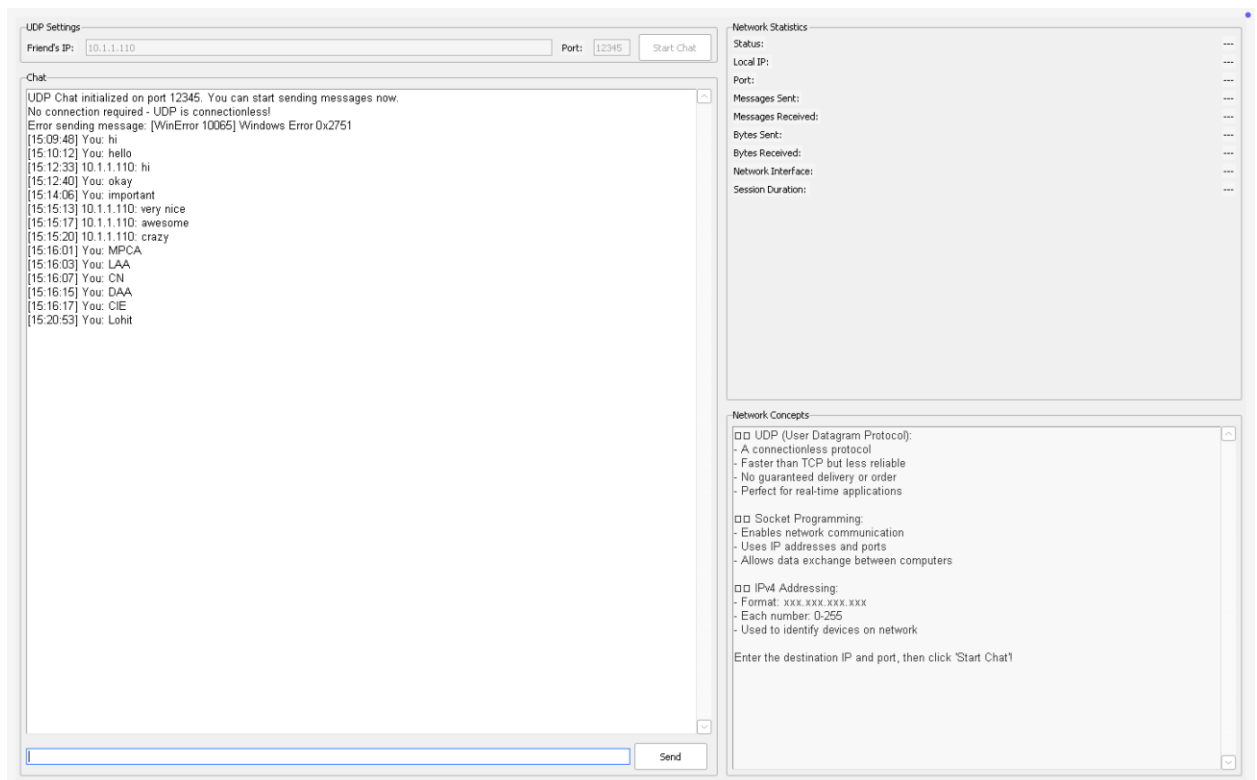 UDP Settings
Friend's IP: 10.1.1.110 Port: 12345 Start Chat
Chat
UDP Chat initialized on port 12345. You can start sending messages now.
No connection required - UDP is connectionless!
Error sending message: [WinError 10065] Windows Error 0x2751
[15:09:48] You: hi
[15:10:12] You: hello
[15:12:33] 10.1.1.110: hi
[15:12:40] You: okay
[15:14:06] You: important
[15:15:13] 10.1.1.110: very nice
[15:15:17] 10.1.1.110: awesome
[15:15:20] 10.1.1.110: crazy
[15:16:01] You: MPCA
[15:16:03] You: LAA
[15:16:07] You: CN
[15:16:15] You: DAA
[15:16:17] You: CIE
[15:20:53] You: Lohit
Send
Network Statistics
Status: ---
Local IP: ---
Port: ---
Messages Sent: ---
Messages Received: ---
Bytes Sent: ---
Bytes Received: ---
Network Interface: ---
Session Duration: ---
Network Concepts
□□ UDP (User Datagram Protocol):
- A connectionless protocol
- Faster than TCP but less reliable
- No guaranteed delivery or order
- Perfect for real-time applications
□□ Socket Programming:
- Enables network communication
- Uses IP addresses and ports
- Allows data exchange between computers
□□ IPv4 Addressing:
- Format: xxx.xxx.xxx.xxx
- Each number: 0-255
- Used to identify devices on network
Enter the destination IP and port, then click 'Start Chat'!